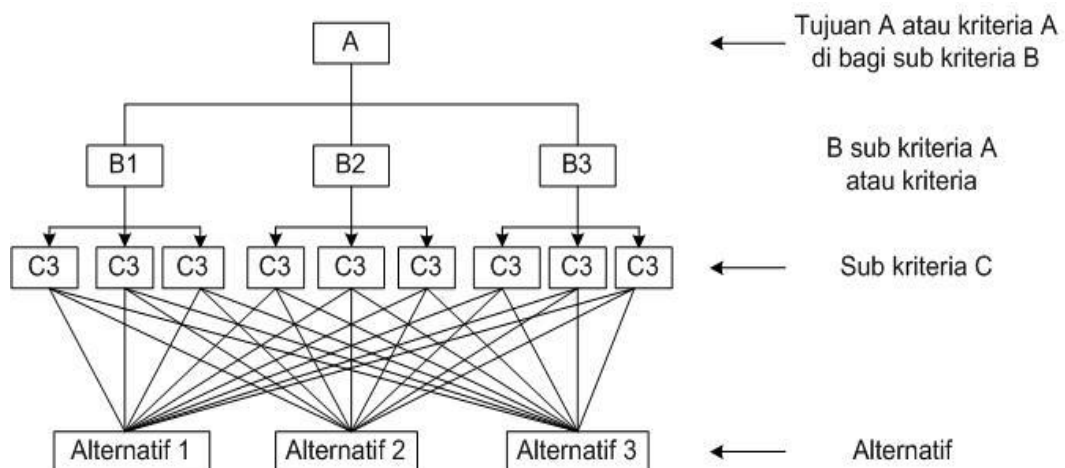 A
Tujuan A atau kriteria A
di bagi sub kriteria B
B1
B2
B3
B sub kriteria A
atau kriteria
C3
C3
C3
C3
C3
C3
C3
C3
C3
Sub kriteria C
Alternatif 1
Alternatif 2
Alternatif 3
Alternatif